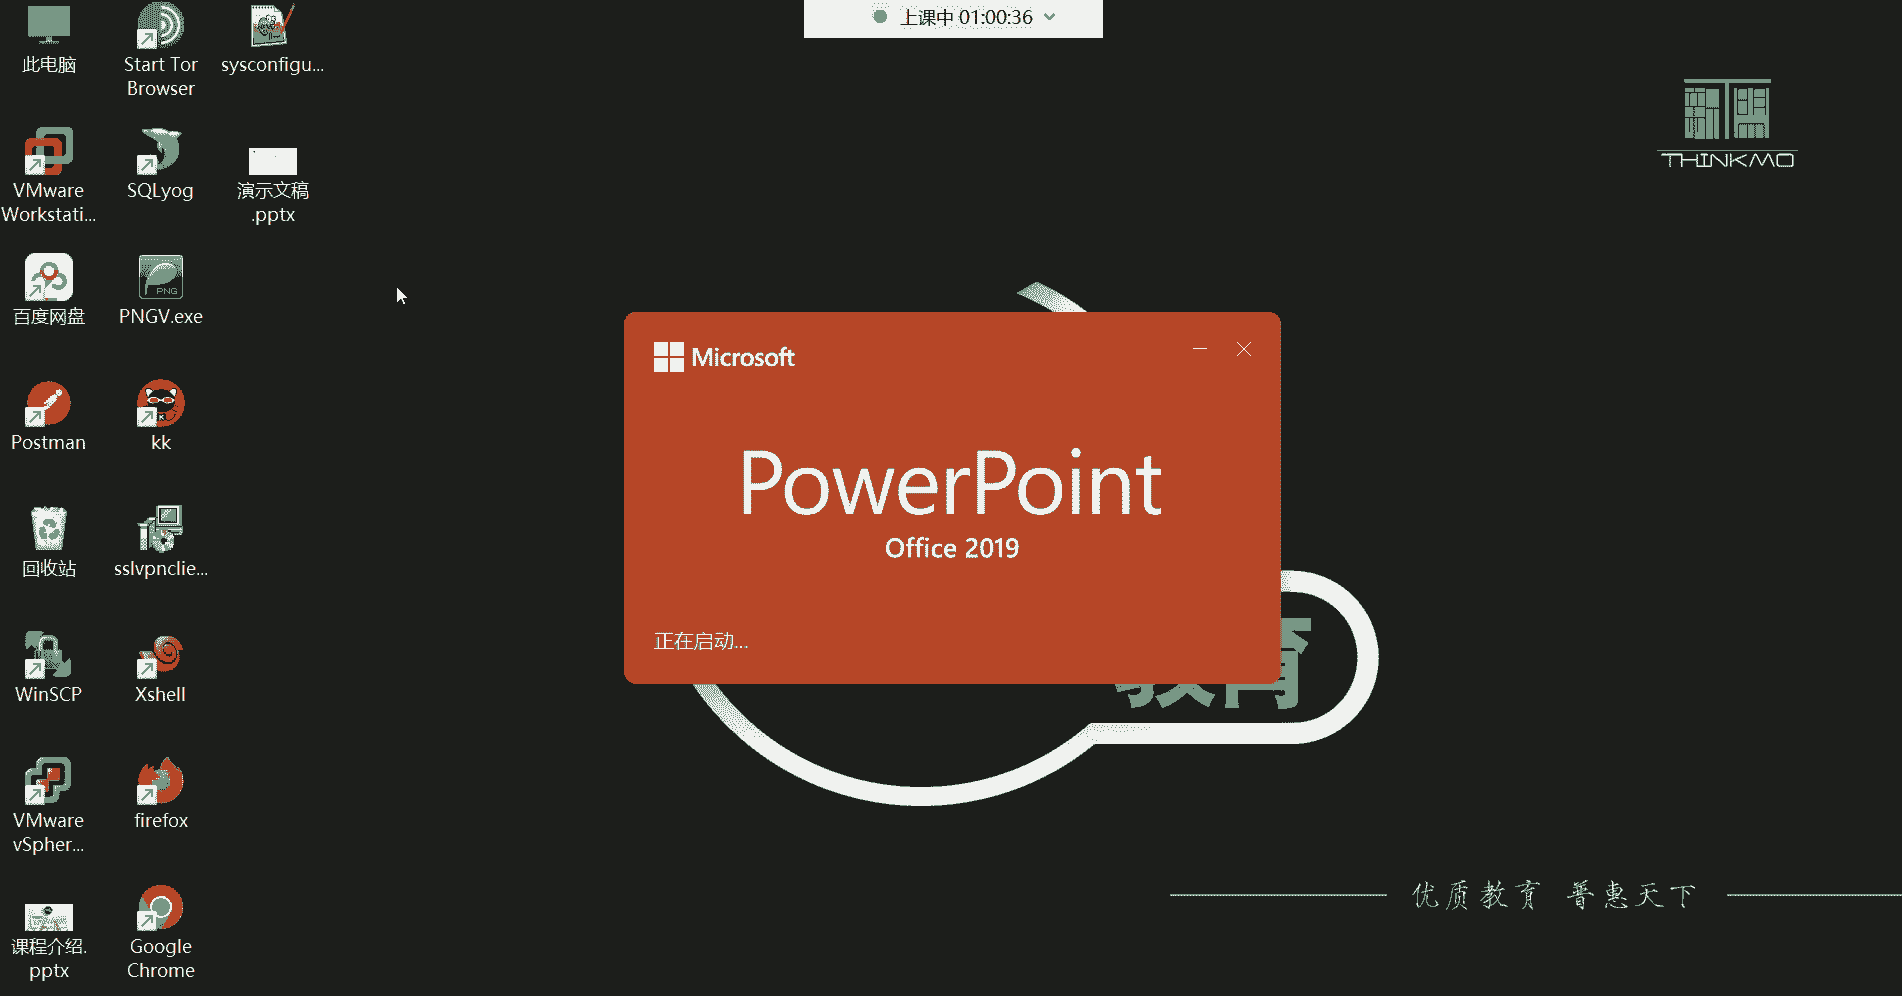 上课中 01:00:36
此电脑
Start Tor
Browser
sysconfigu...
VMware
Workstati...
SQLyog
演示文稿
.pptx
百度网盘
PNG
PNGV.exe
Postman
kk
回收站
sslvpnclie...
WinSCP
Xshell
VMware
vSpher...
firefox
课程介绍.
pptx
Google
Chrome
THINKMO
Microsoft
PowerPoint
Office 2019
正在启动...
教育
优质教育 普惠天下